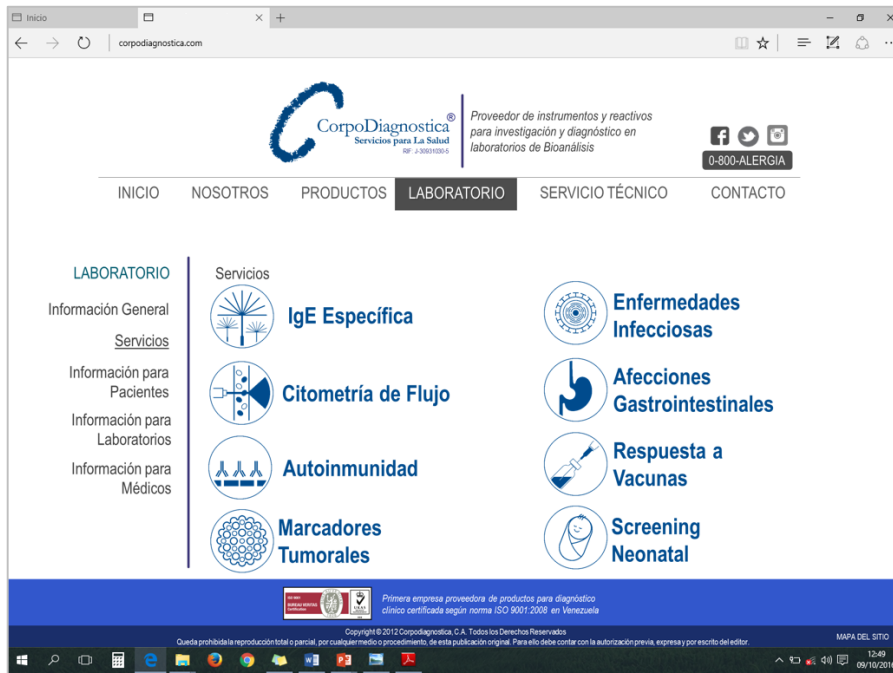 Inicio
corpodiagnostica.com
CorpoDiagnostica®
Servicios para La Salud
RIF: J-30931030-5
Proveedor de instrumentos y reactivos
para investigación y diagnóstico en
laboratorios de Bioanálisis
0-800-ALERGIA
INICIO NOSOTROS PRODUCTOS LABORATORIO SERVICIO TÉCNICO CONTACTO
LABORATORIO
Información General
Servicios
Información para
Pacientes
Información para
Laboratorios
Información para
Médicos
Servicios
IgE Específica
Enfermedades
Infecciosas
Citometría de Flujo
Afecciones
Gastrointestinales
Autoinmunidad
Respuesta a
Vacunas
Marcadores
Tumorales
Screening
Neonatal
Primera empresa proveedora de productos para diagnóstico
clínico certificada según norma ISO 9001:2008 en Venezuela
Copyright © 2012 Corpodiagnostica, C.A. Todos los Derechos Reservados
Queda prohibida la reproducción total o parcial, por cualquier medio o procedimiento, de esta publicación original. Para ello debe contar con la autorización previa, expresa y por escrito del editor.
MAPA DEL SITIO
12:49
09/10/2016